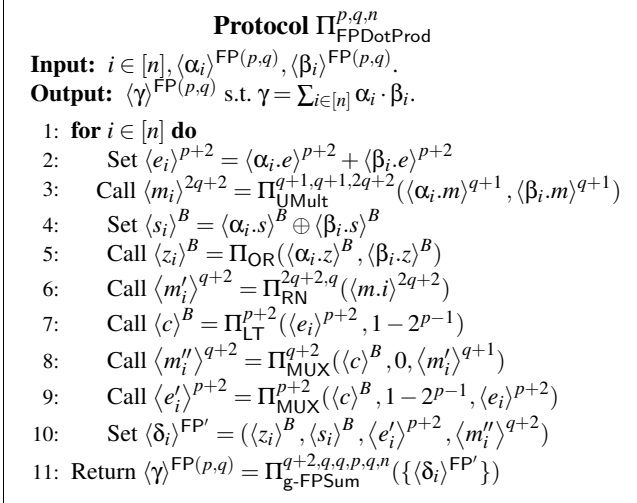 Protocol Π^{p,q,n}_{FPDotProd}
Input: i ∈ [n], ⟨α_i⟩^{FP(p,q)}, ⟨β_i⟩^{FP(p,q)}.
Output: ⟨γ⟩^{FP(p,q)} s.t. γ = ∑_{i∈[n]} α_i · β_i.
1: for i ∈ [n] do
2: Set ⟨e_i⟩^{p+2} = ⟨α_i.e⟩^{p+2} + ⟨β_i.e⟩^{p+2}
3: Call ⟨m_i⟩^{2q+2} = Π^{q+1,q+1,2q+2}_{UMult}(⟨α_i.m⟩^{q+1}, ⟨β_i.m⟩^{q+1})
4: Set ⟨s_i⟩^B = ⟨α_i.s⟩^B ⊕ ⟨β_i.s⟩^B
5: Call ⟨z_i⟩^B = Π_{OR}(⟨α_i.z⟩^B, ⟨β_i.z⟩^B)
6: Call ⟨m'_i⟩^{q+2} = Π^{2q+2,q}_{RN}(⟨m.i⟩^{2q+2})
7: Call ⟨c⟩^B = Π^{p+2}_{LT}(⟨e_i⟩^{p+2}, 1 − 2^{p−1})
8: Call ⟨m''_i⟩^{q+2} = Π^{q+2}_{MUX}(⟨c⟩^B, 0, ⟨m'_i⟩^{q+1})
9: Call ⟨e'_i⟩^{p+2} = Π^{p+2}_{MUX}(⟨c⟩^B, 1 − 2^{p−1}, ⟨e_i⟩^{p+2})
10: Set ⟨δ_i⟩^{FP'} = (⟨z_i⟩^B, ⟨s_i⟩^B, ⟨e'_i⟩^{p+2}, ⟨m''_i⟩^{q+2})
11: Return ⟨γ⟩^{FP(p,q)} = Π^{q+2,q,q,p,q,n}_{g-FPSum}({⟨δ_i⟩^{FP'}})